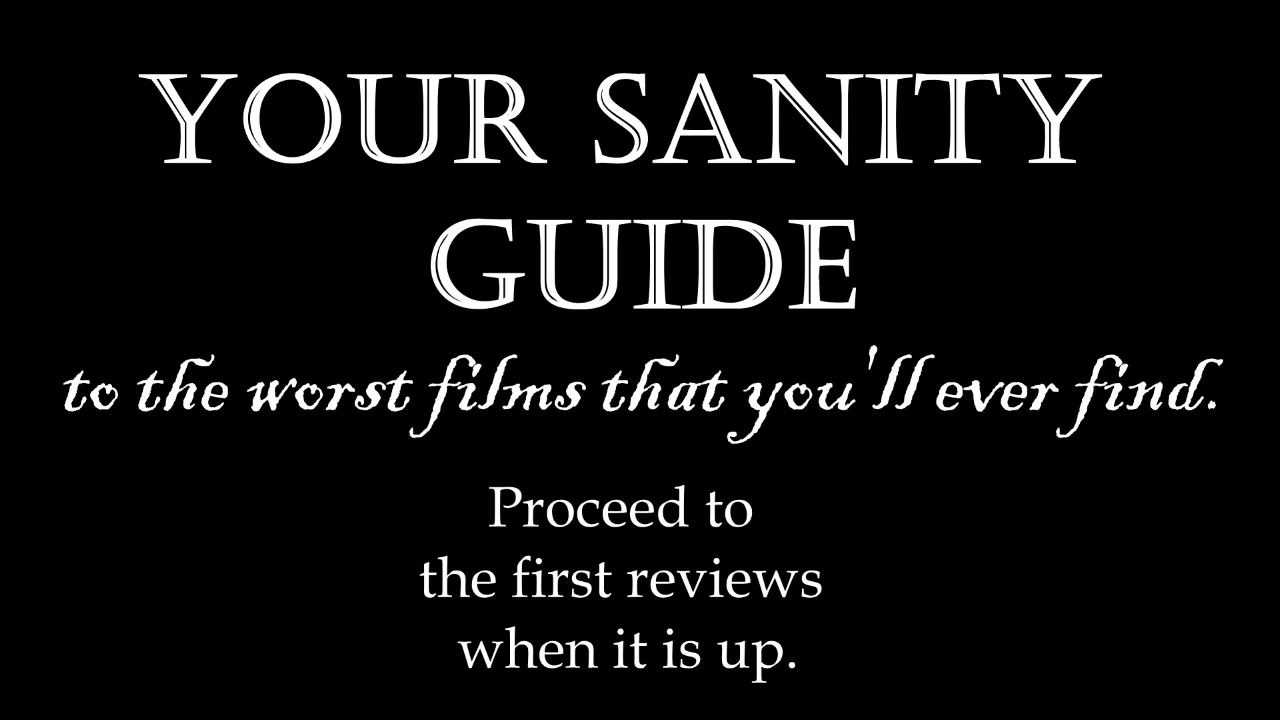 YOUR SANITY
GUIDE
to the worst films that you'll ever find.
Proceed to
the first reviews
when it is up.